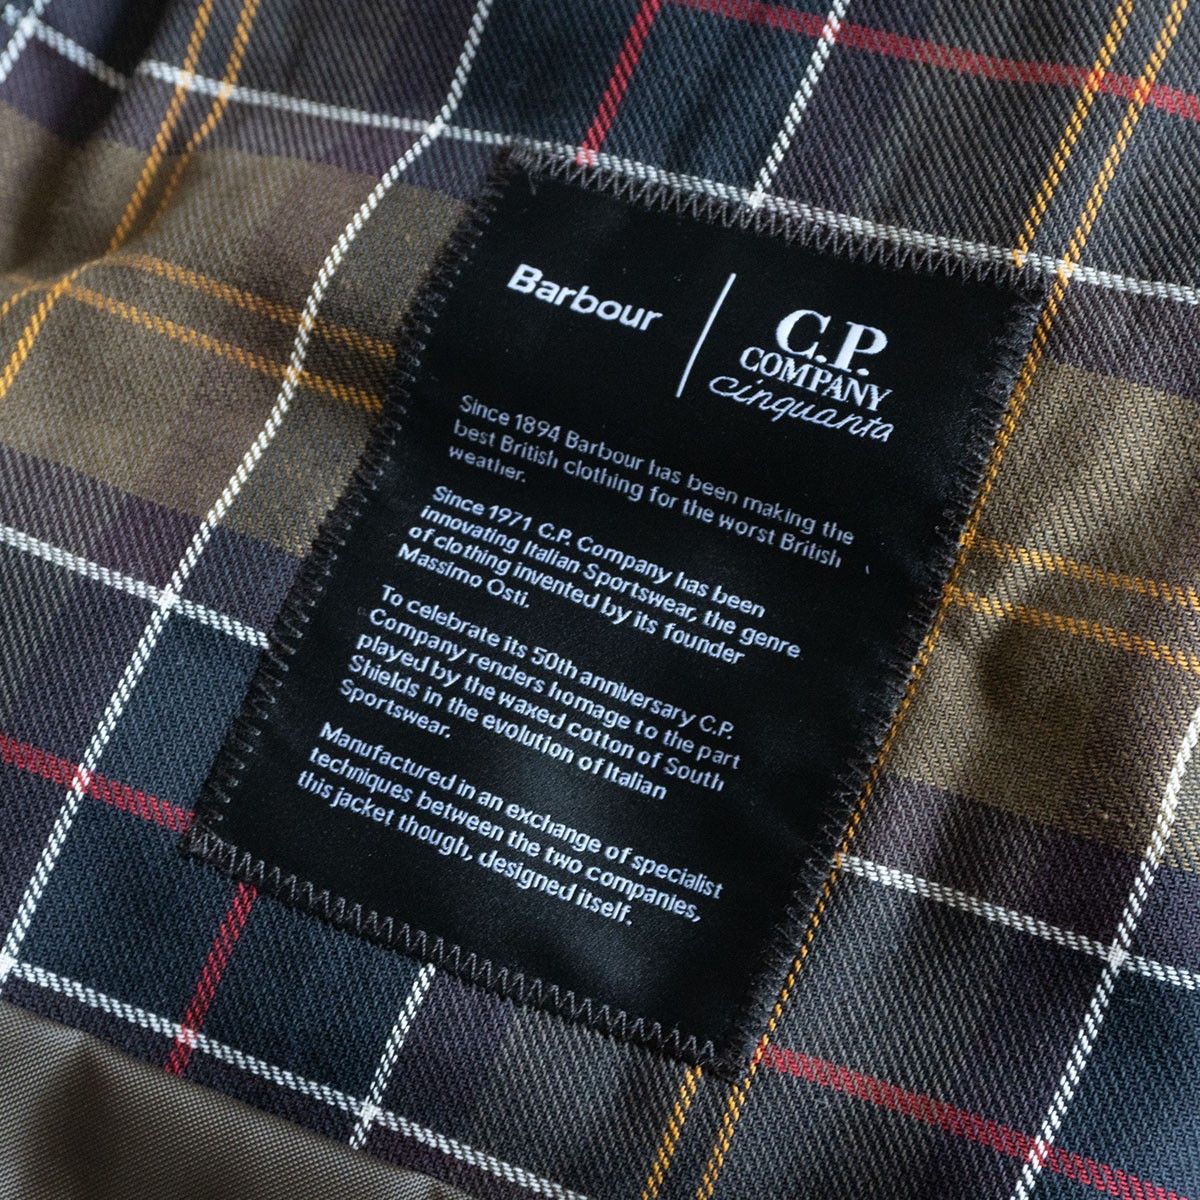 Barbour
C.P.
COMPANY
cinquanta
Since 1894 Barbour has been making the
best British clothing for the worst British
weather.
Since 1971 C.P. Company has been
innovating Italian Sportswear, the genre
of clothing invented by its founder
Massimo Osti.
To celebrate its 50th anniversary C.P.
Company renders homage to the part
played by the waxed cotton of South
Shields in the evolution of Italian
Sportswear.
Manufactured in an exchange of specialist
techniques between the two companies,
this jacket though, designed itself.